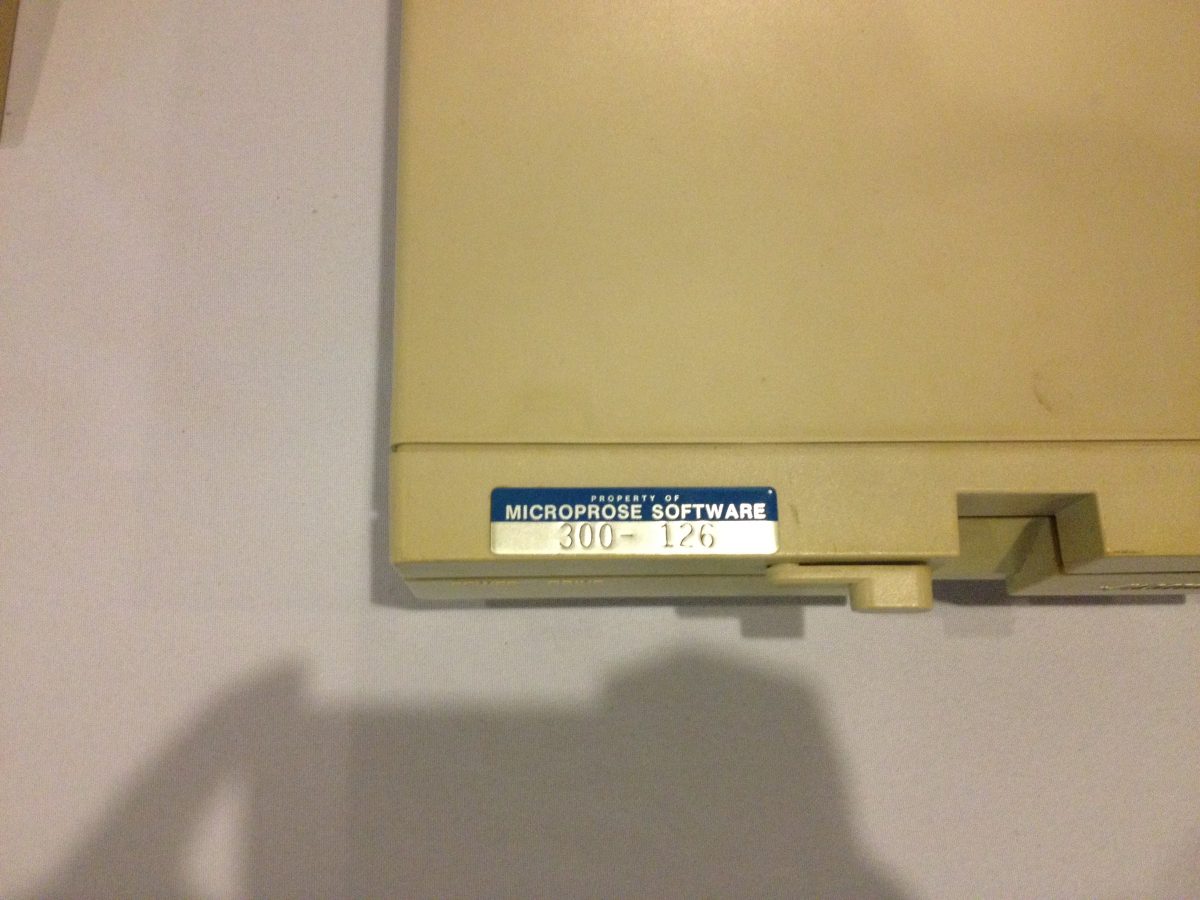 PROPERTY OF
MICROPROSE SOFTWARE
300- 126